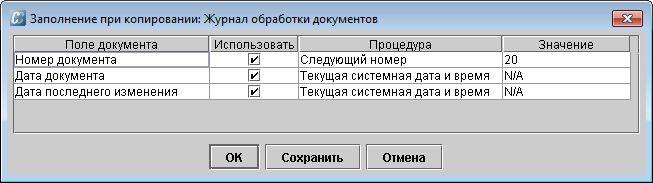 Заполнение при копировании: Журнал обработки документов
Поле документа Использовать Процедура Значение
Номер документа Следующий номер 20
Дата документа Текущая системная дата и время N/A
Дата последнего изменения Текущая системная дата и время N/A
ОК Сохранить Отмена